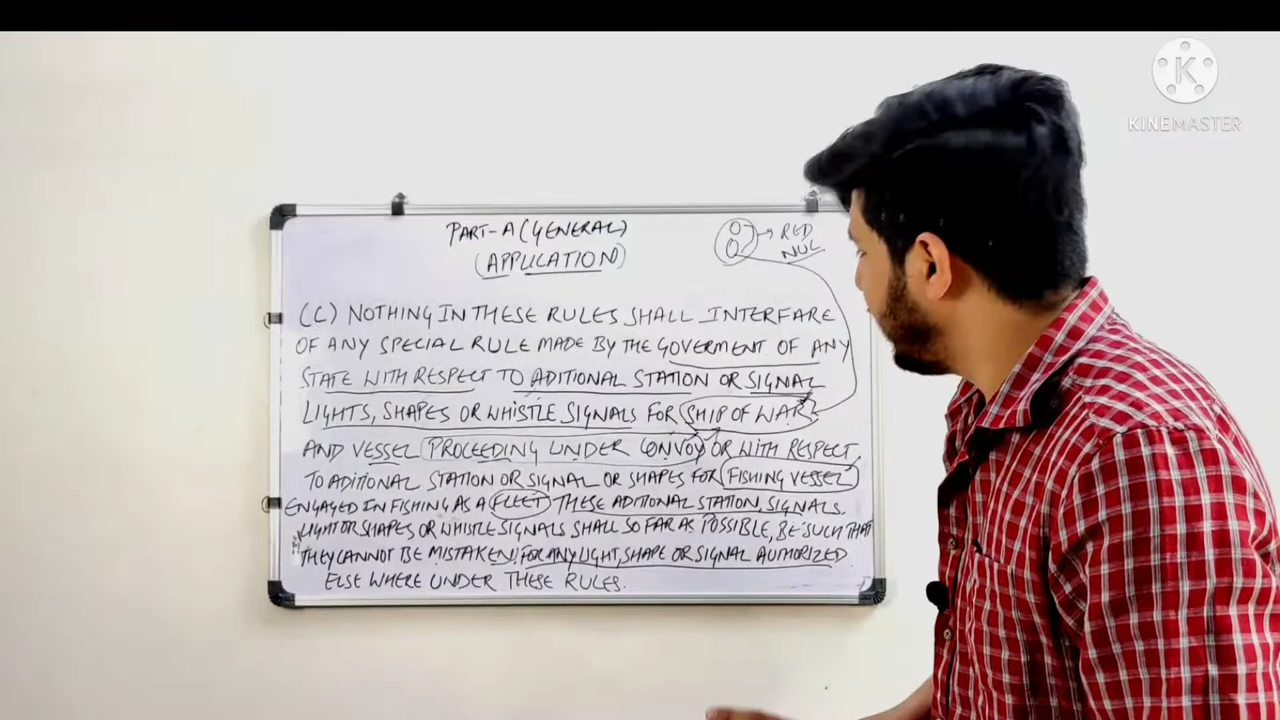 K
KINEMASTER
PART-A (GENERAL)
(APPLICATION)
RED
NUC
(C) NOTHING IN THESE RULES SHALL INTERFARE
OF ANY SPECIAL RULE MADE BY THE GOVERMENT OF ANY
STATE WITH RESPECT TO ADITIONAL STATION OR SIGNAL
LIGHTS, SHAPES OR WHISTLE SIGNALS FOR SHIP OF WAR
AND VESSEL PROCEEDING UNDER CONVOY OR WITH RESPECT
TO ADITIONAL STATION OR SIGNAL OR SHAPES FOR FISHING VESSEL
ENGAGED IN FISHING AS A FLEET THESE ADITIONAL STATION, SIGNALS.
LIGHT OR SHAPES OR WHISTLE SIGNALS SHALL SO FAR AS POSSIBLE, BE SUCH THAT
THEY CANNOT BE MISTAKEN FOR ANY LIGHT, SHAPE OR SIGNAL AUTHORIZED
ELSE WHERE UNDER THESE RULES.